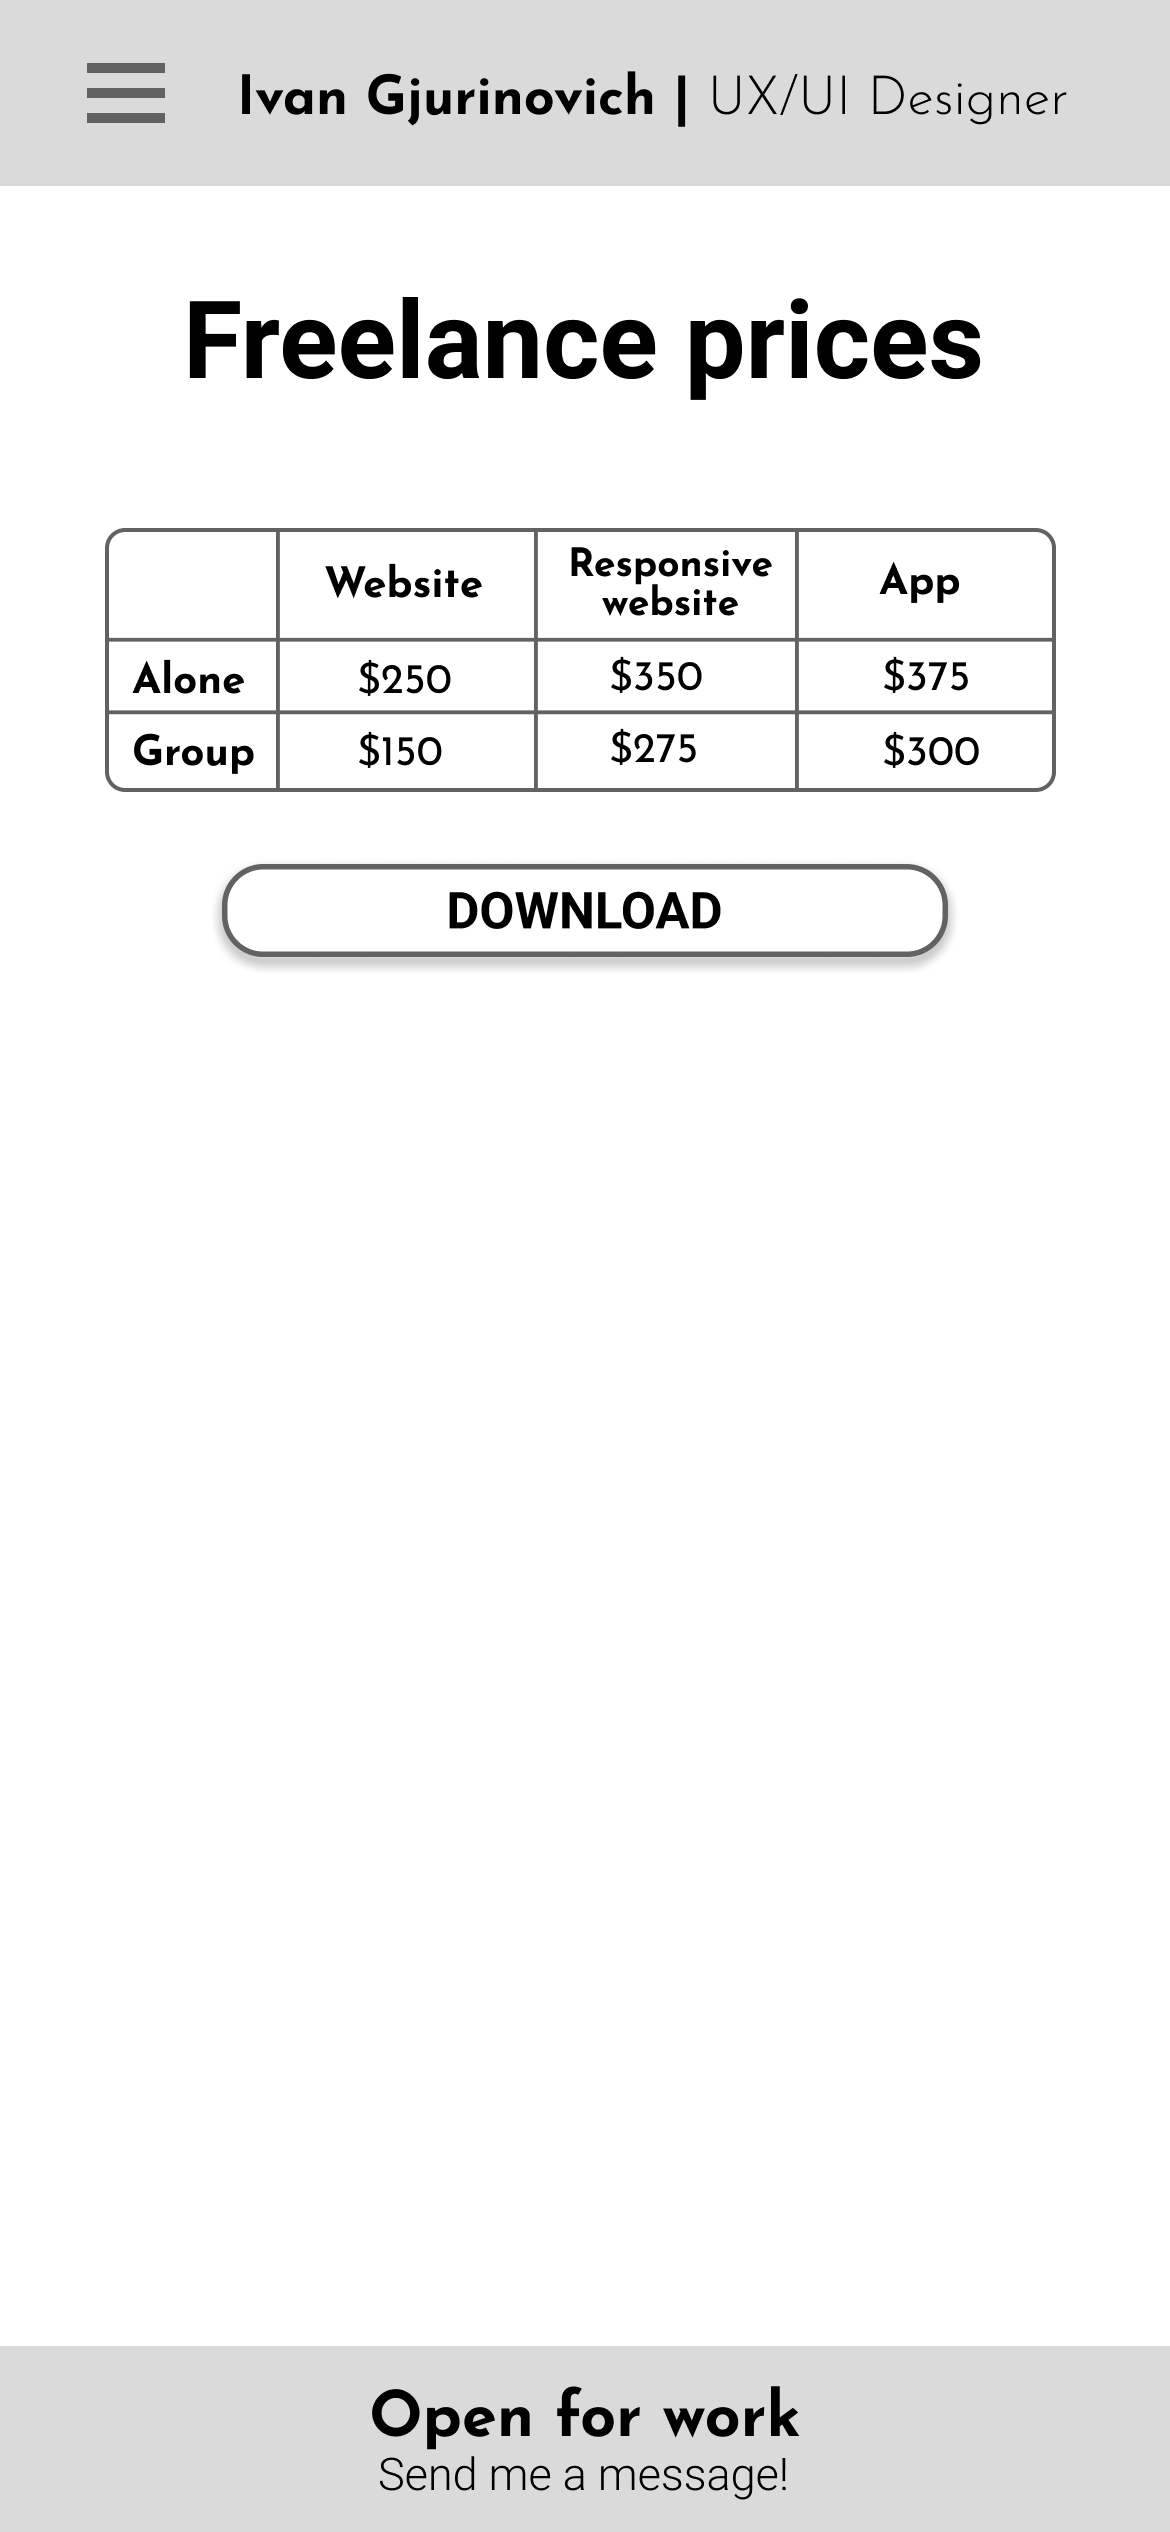 Ivan Gjurinovich | UX/UI Designer
Freelance prices
Website Responsive website App
Alone $250 $350 $375
Group $150 $275 $300
DOWNLOAD
Open for work
Send me a message!